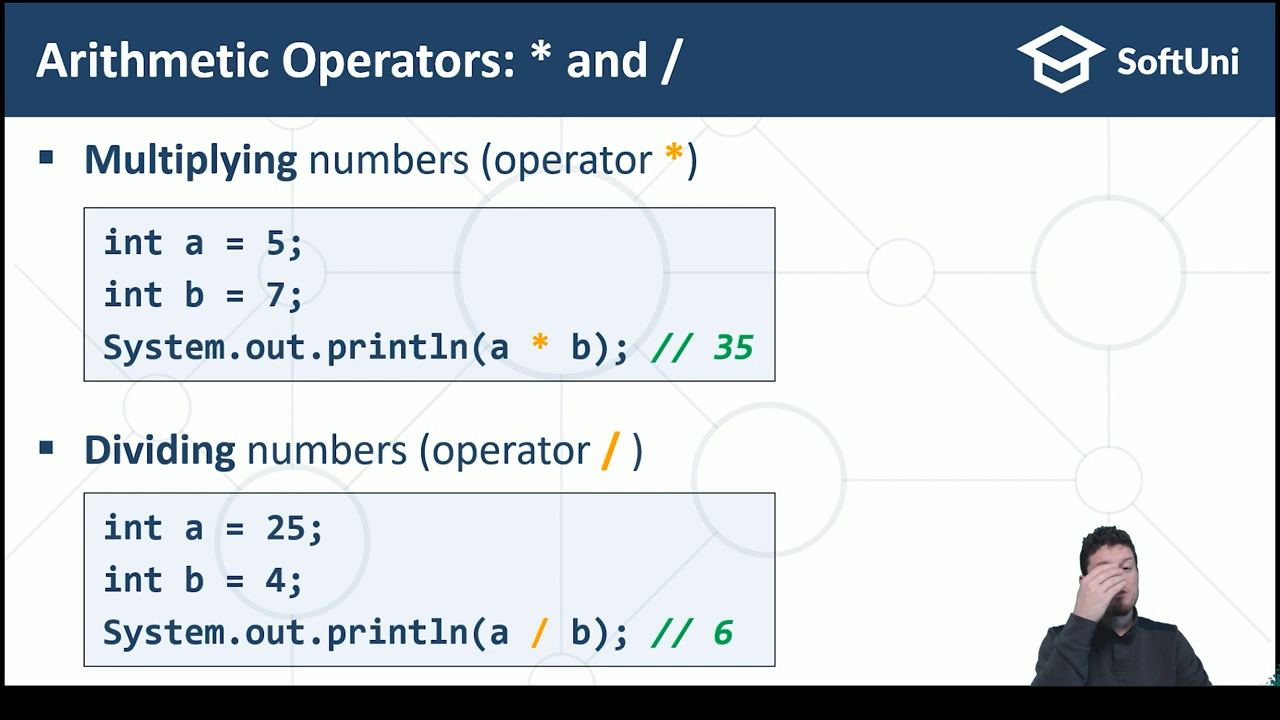 Arithmetic Operators: * and /
SoftUni
▪ Multiplying numbers (operator *)
int a = 5;
int b = 7;
System.out.println(a * b); // 35
▪ Dividing numbers (operator / )
int a = 25;
int b = 4;
System.out.println(a / b); // 6